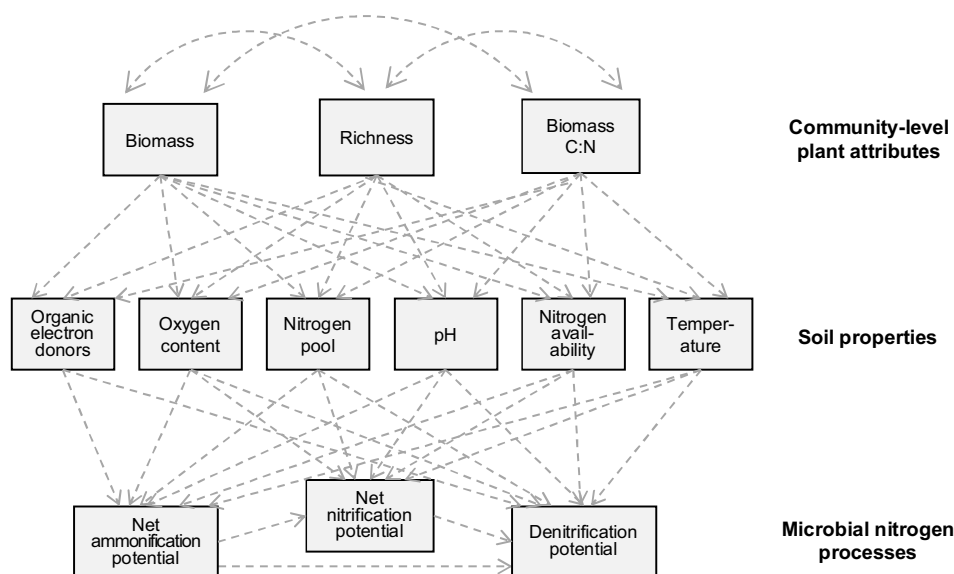 Biomass
Richness
Biomass
C:N
Community-level
plant attributes
Organic
electron
donors
Oxygen
content
Nitrogen
pool
pH
Nitrogen
avail-
ability
Temper-
ature
Soil properties
Net
ammonification
potential
Net
nitrification
potential
Denitrification
potential
Microbial nitrogen
processes